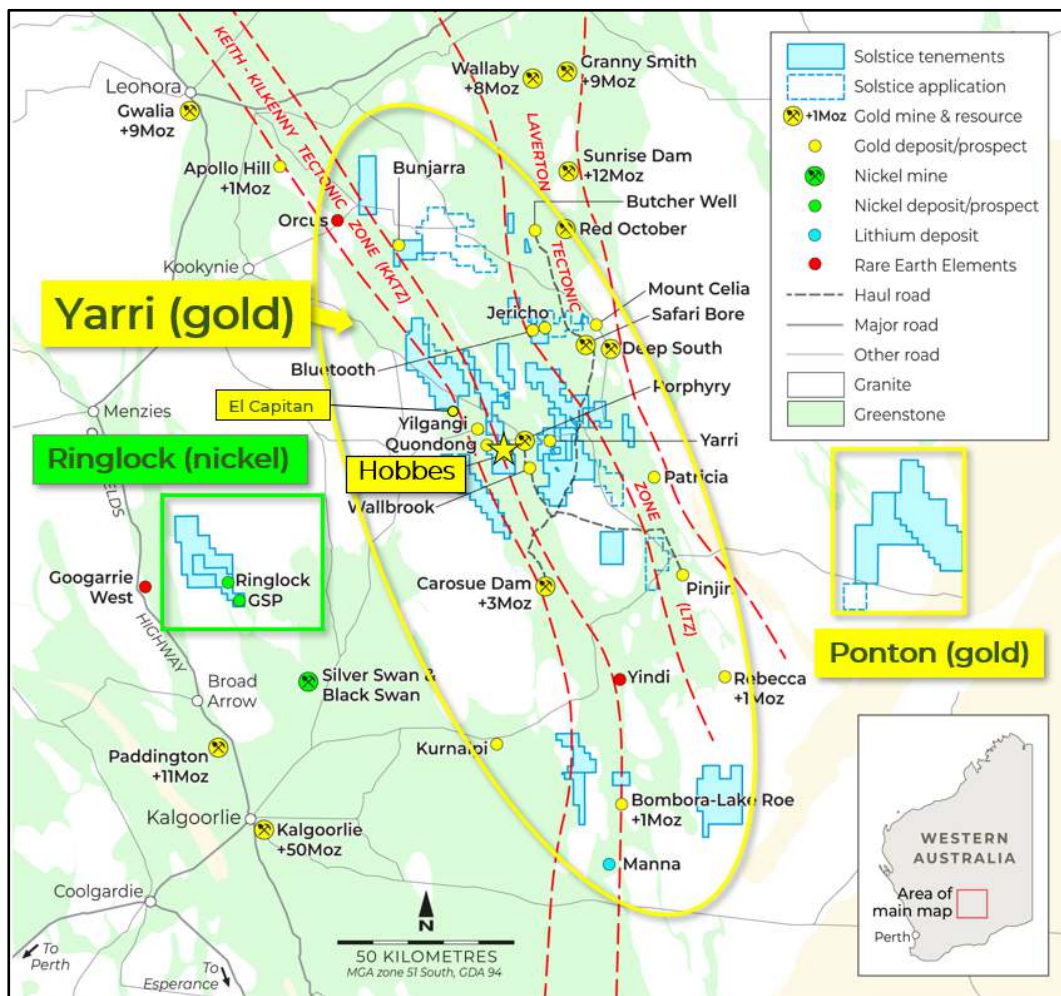 KEITH - KILKENNY TECTONIC ZONE (KKTZ)
Leonora
Gwalia
+9Moz
Apollo Hill
+1Moz
Orcus
Kookynie
Bunjarra
Wallaby
+8Moz
Granny Smith
+9Moz
LAVERTON
TECTONIC
ZONE
(LTZ)
Sunrise Dam
+12Moz
Butcher Well
Red October
Mount Celia
Safari Bore
Jericho
Deep South
Bluetooth
Porphyry
Yarri (gold)
El Capitan
Menzies
Yilgangi
Quondong
Yarri
Hobbes
Wallbrook
Patricia
Ringlock (nickel)
Ringlock
GSP
Googarrie
West
FIELDS
HIGHWAY
Carosue Dam
+3Moz
Pinjin
Silver Swan &
Black Swan
Broad
Arrow
Yindi
Rebecca
+1Moz
Paddington
+11Moz
Kurnalpi
Kalgoorlie
Kalgoorlie
+50Moz
Bombora-Lake Roe
+1Moz
Manna
Coolgardie
To
Perth
To
Esperance
N
50 KILOMETRES
MGA zone 51 South, GDA 94
Solstice tenements
Solstice application
+1Moz Gold mine & resource
Gold deposit/prospect
Nickel mine
Nickel deposit/prospect
Lithium deposit
Rare Earth Elements
Haul road
Major road
Other road
Granite
Greenstone
Ponton (gold)
WESTERN
AUSTRALIA
Area of
main map
Perth